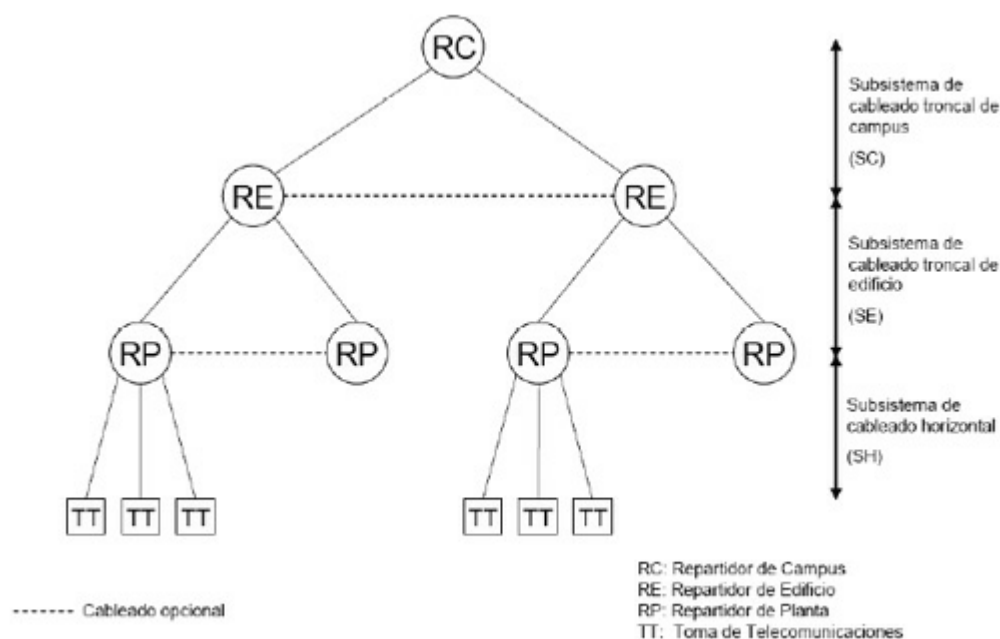 RC
Subsistema de
cableado troncal de
campus
(SC)
RE
RE
Subsistema de
cableado troncal de
edificio
(SE)
RP
RP
RP
RP
Subsistema de
cableado horizontal
(SH)
TT
TT
TT
TT
TT
TT
RC: Repartidor de Campus
RE: Repartidor de Edificio
RP: Repartidor de Planta
TT: Toma de Telecomunicaciones
Cableado opcional